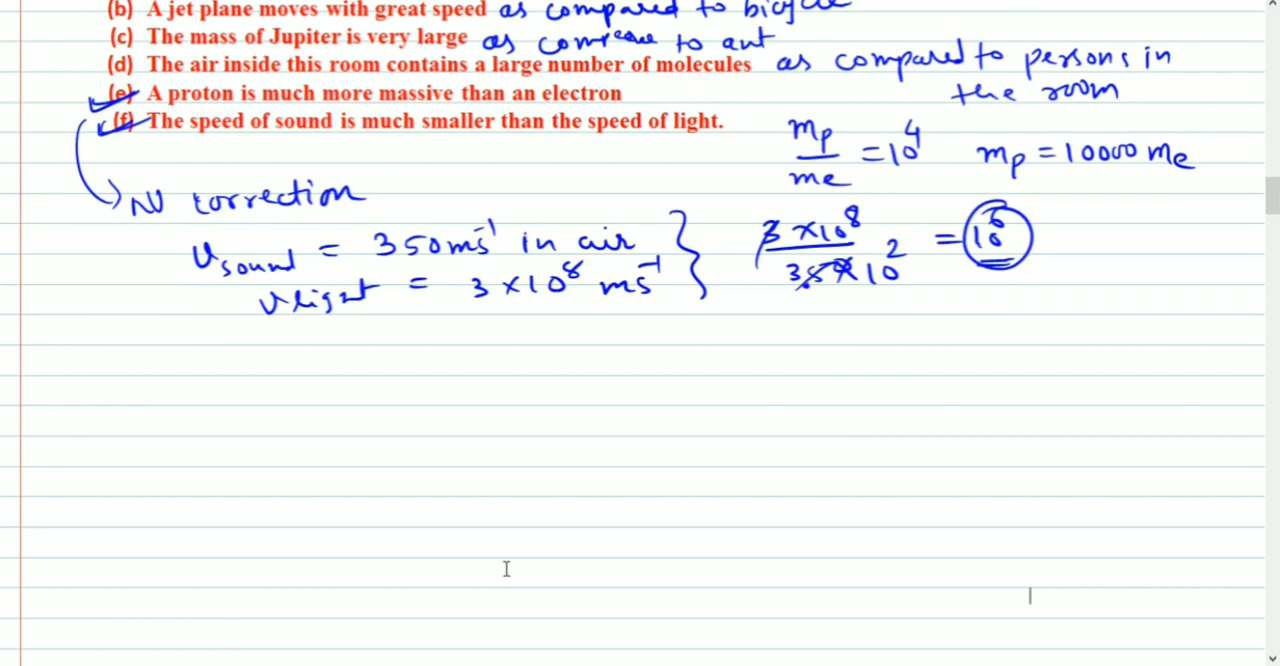 (b) A jet plane moves with great speed as compared to bicycle
(c) The mass of Jupiter is very large as compare to ant
(d) The air inside this room contains a large number of molecules as compared to persons in the room
(e) A proton is much more massive than an electron
(f) The speed of sound is much smaller than the speed of light.
mp/me = 10⁴ mp = 10000 me
No correction
vsound = 350 ms⁻¹ in air
vlight = 3 × 10⁸ ms⁻¹
3 × 10⁸ / 3.5 × 10² = 10⁶